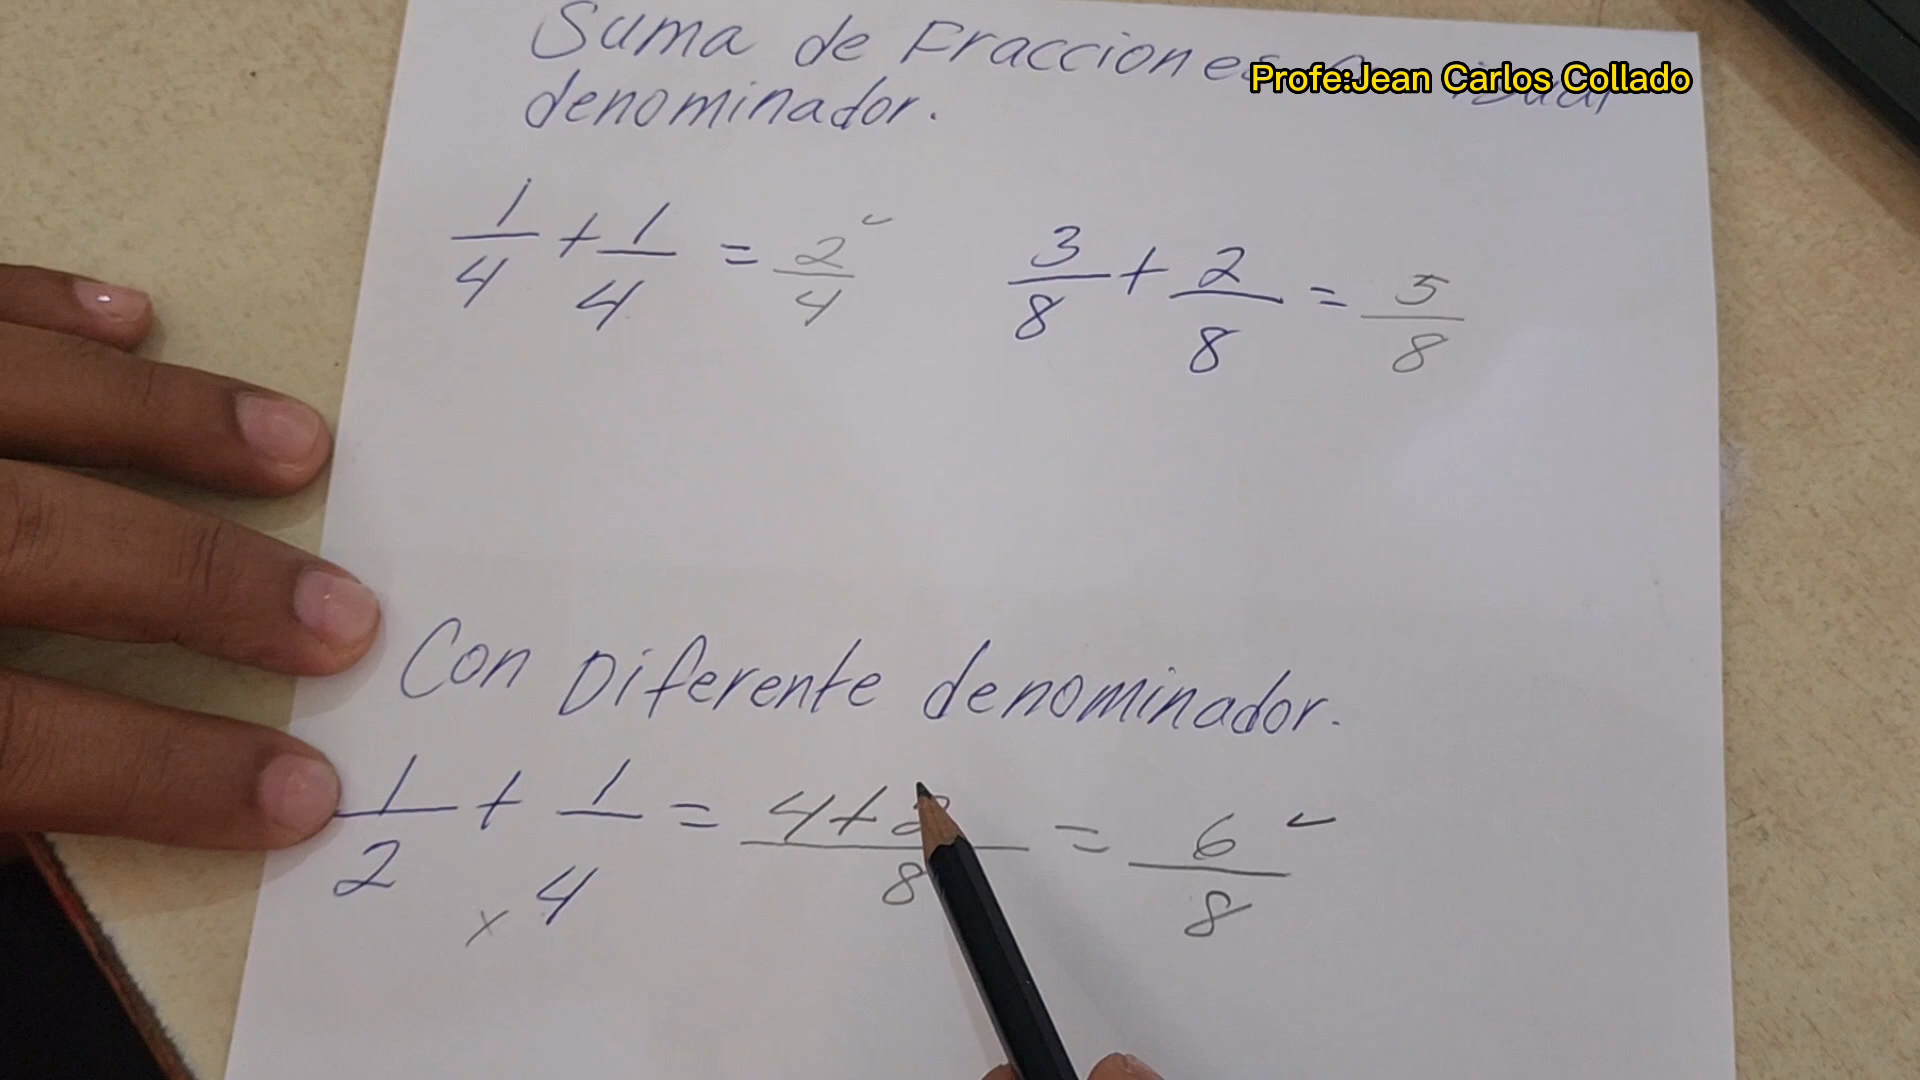 Suma de Fracciones
Profe:Jean Carlos Collado
denominador.
1/4 + 1/4 = 2/4
3/8 + 2/8 = 5/8
Con Diferente denominador.
1/2 x + 1/4 = 4+2/8 = 6/8